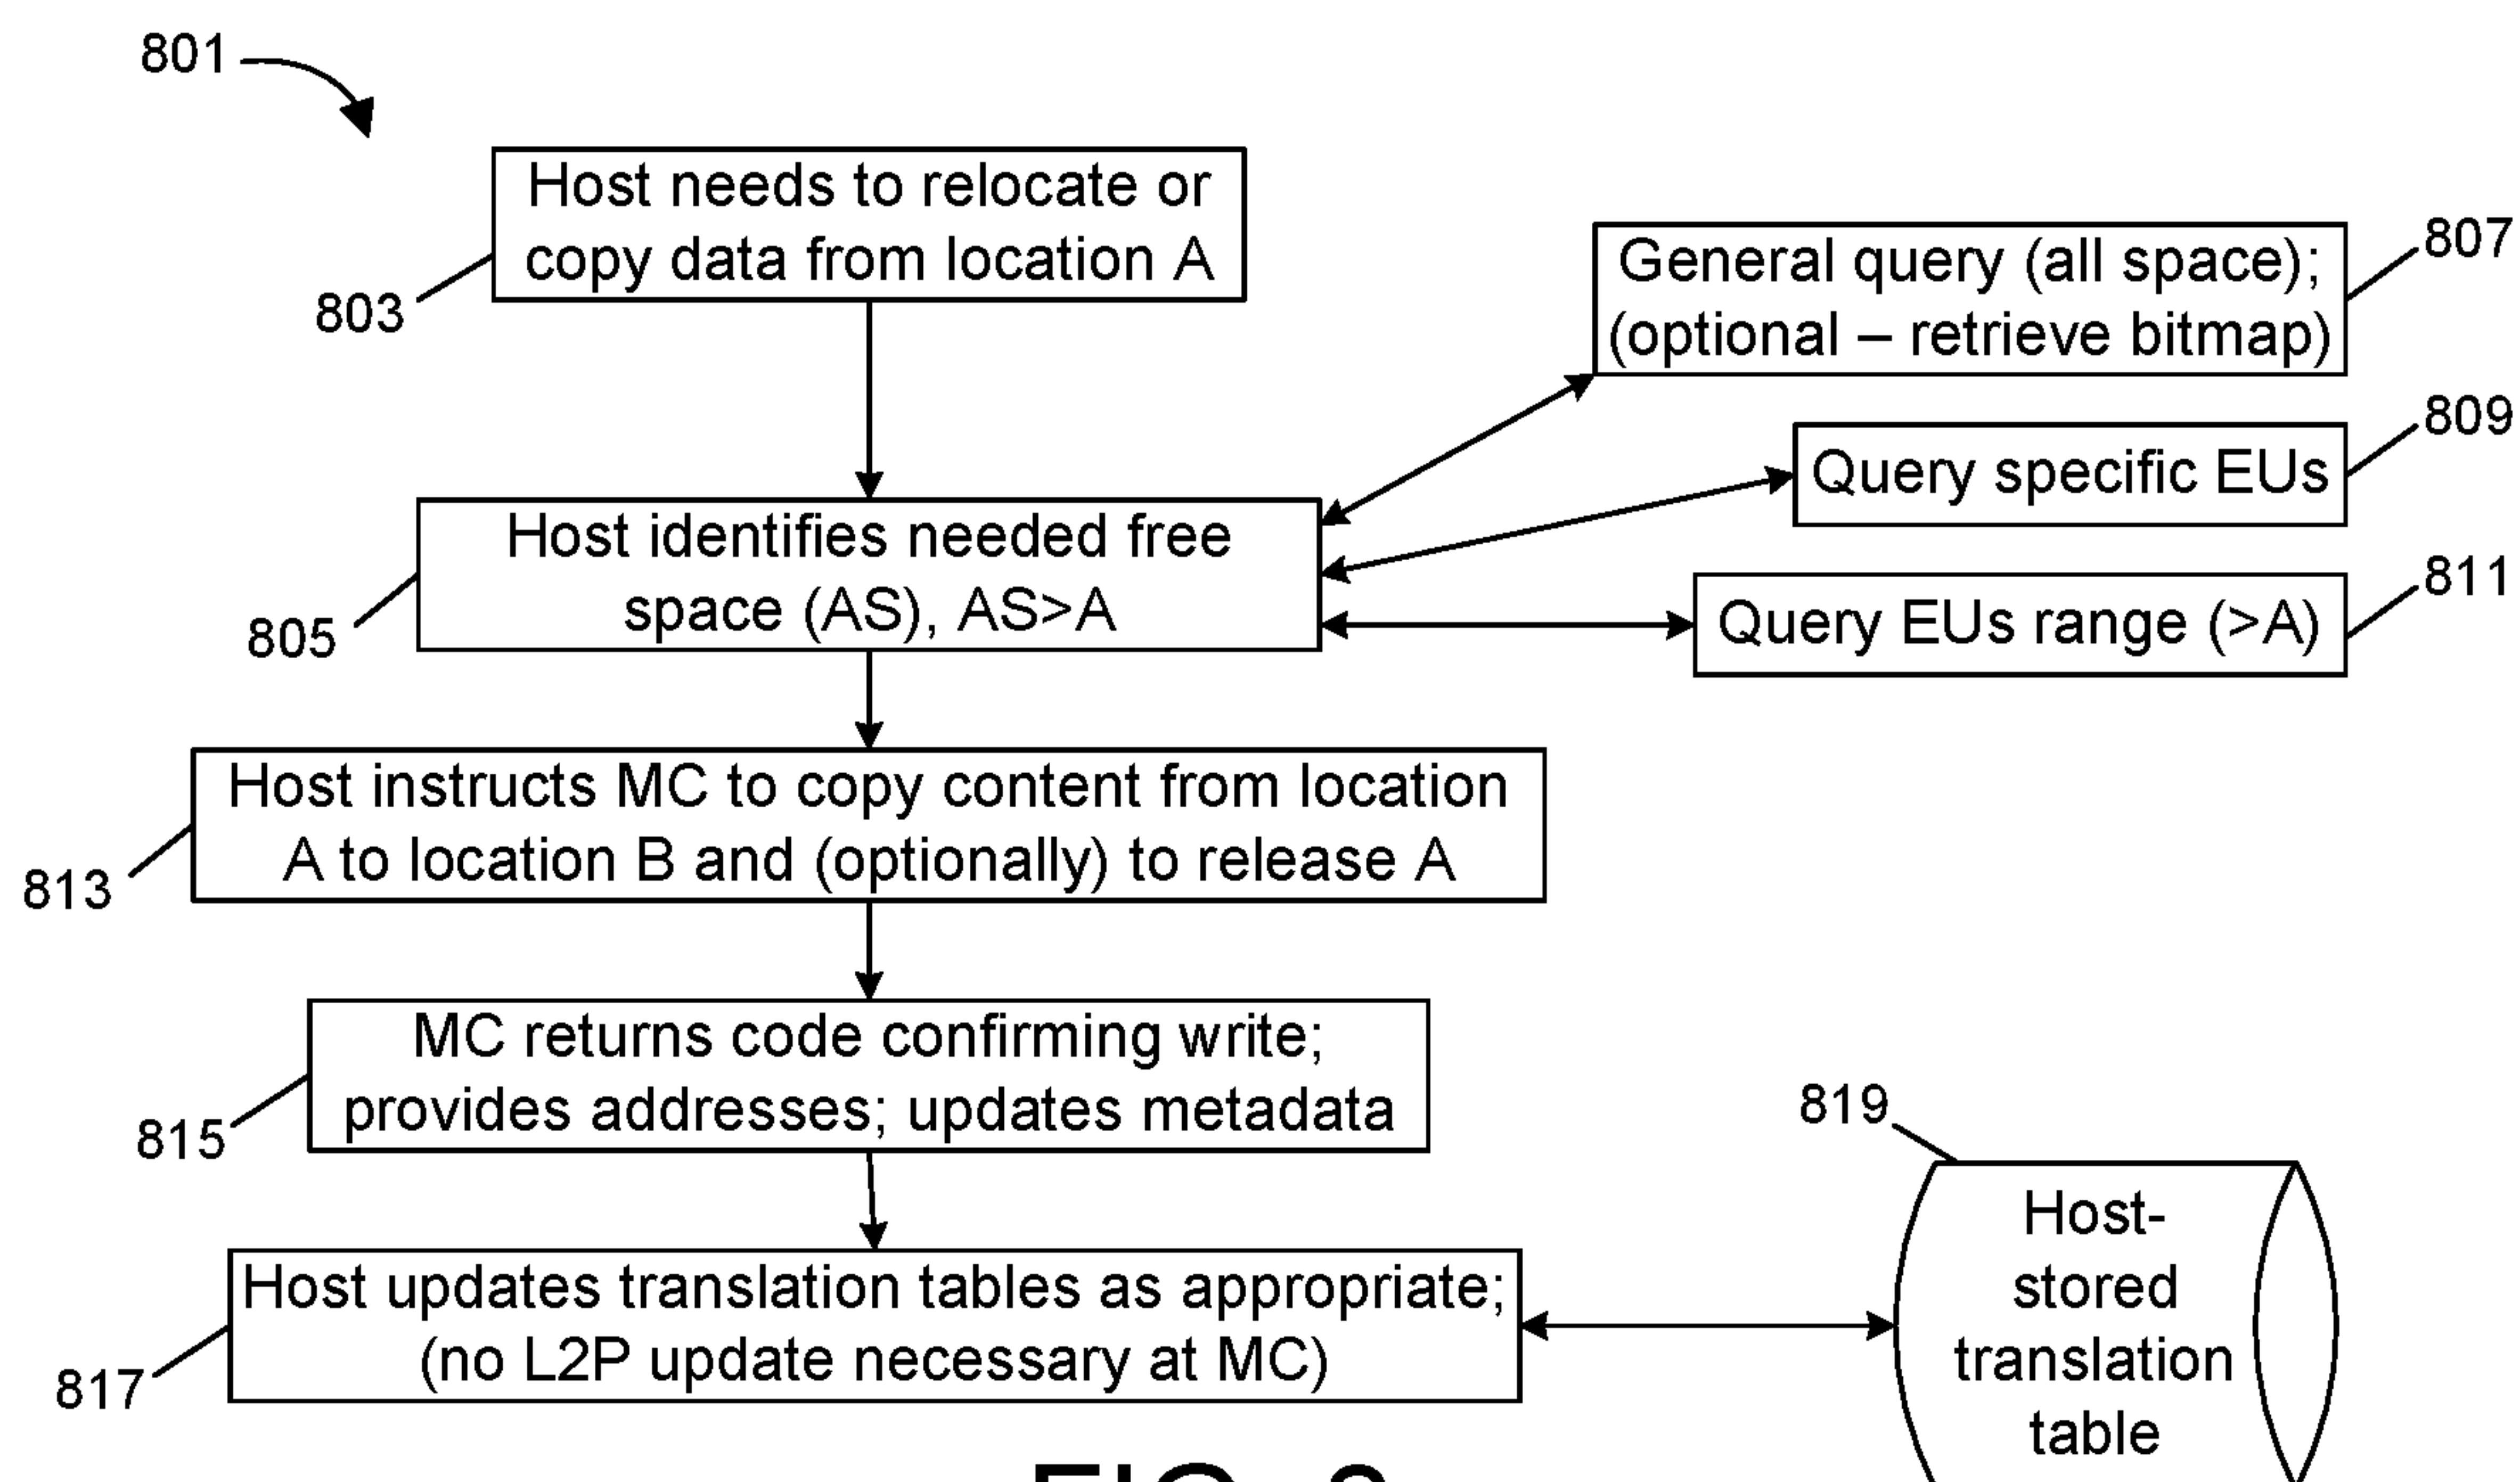 801
Host needs to relocate or
copy data from location A
803
General query (all space);
(optional – retrieve bitmap)
807
809
Query specific EUs
Host identifies needed free
space (AS), AS>A
805
811
Query EUs range (>A)
Host instructs MC to copy content from location
A to location B and (optionally) to release A
813
MC returns code confirming write;
provides addresses; updates metadata
815
819
Host-
stored
translation
table
Host updates translation tables as appropriate;
(no L2P update necessary at MC)
817